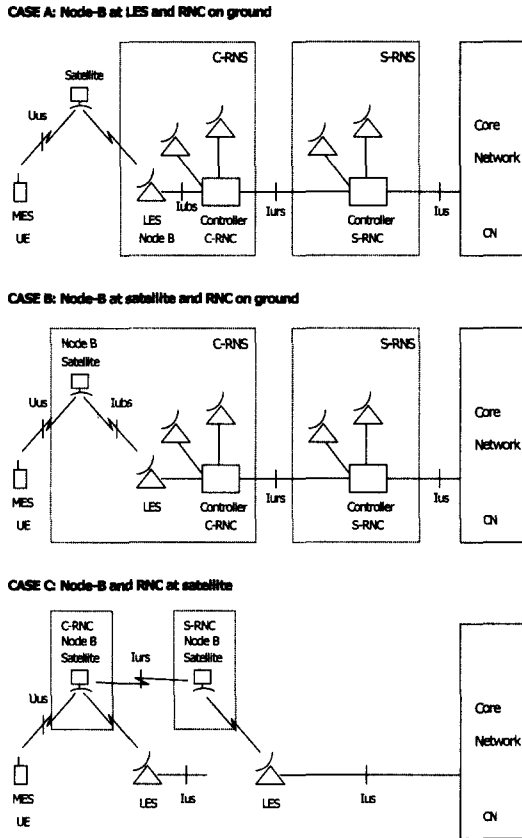 CASE A: Node-B at LES and RNC on ground
C-RNS
S-RNS
Satellite
Uus
Core
Network
Iubs
Iurs
Ius
MES
UE
LES
Node B
Controller
C-RNC
Controller
S-RNC
CN
CASE B: Node-B at satellite and RNC on ground
Node B
Satellite
C-RNS
S-RNS
Uus
Iubs
Core
Network
Iurs
Ius
MES
UE
LES
Controller
C-RNC
Controller
S-RNC
CN
CASE C: Node-B and RNC at satellite
C-RNC
Node B
Satellite
Iurs
S-RNC
Node B
Satellite
Uus
Core
Network
MES
UE
LES
Ius
LES
Ius
CN